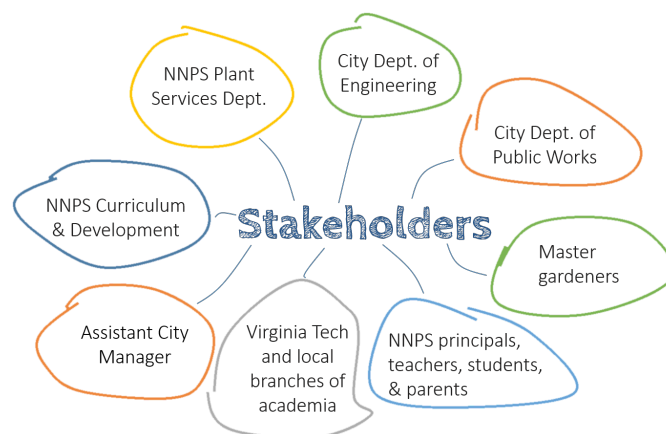 NNPS Plant
Services Dept.
City Dept. of
Engineering
City Dept. of
Public Works
NNPS Curriculum
& Development
Stakeholders
Master
gardeners
Assistant City
Manager
Virginia Tech
and local
branches of
academia
NNPS principals,
teachers, students,
& parents